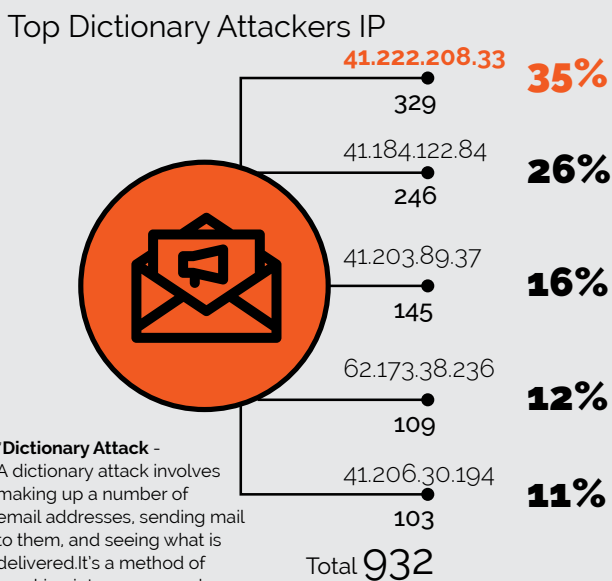 Top Dictionary Attackers IP
41.222.208.33
35%
329
41.184.122.84
26%
246
41.203.89.37
16%
145
62.173.38.236
12%
109
41.206.30.194
11%
103
Total 932
*Dictionary Attack -
A dictionary attack involves
making up a number of
email addresses, sending mail
to them, and seeing what is
delivered.It's a method of